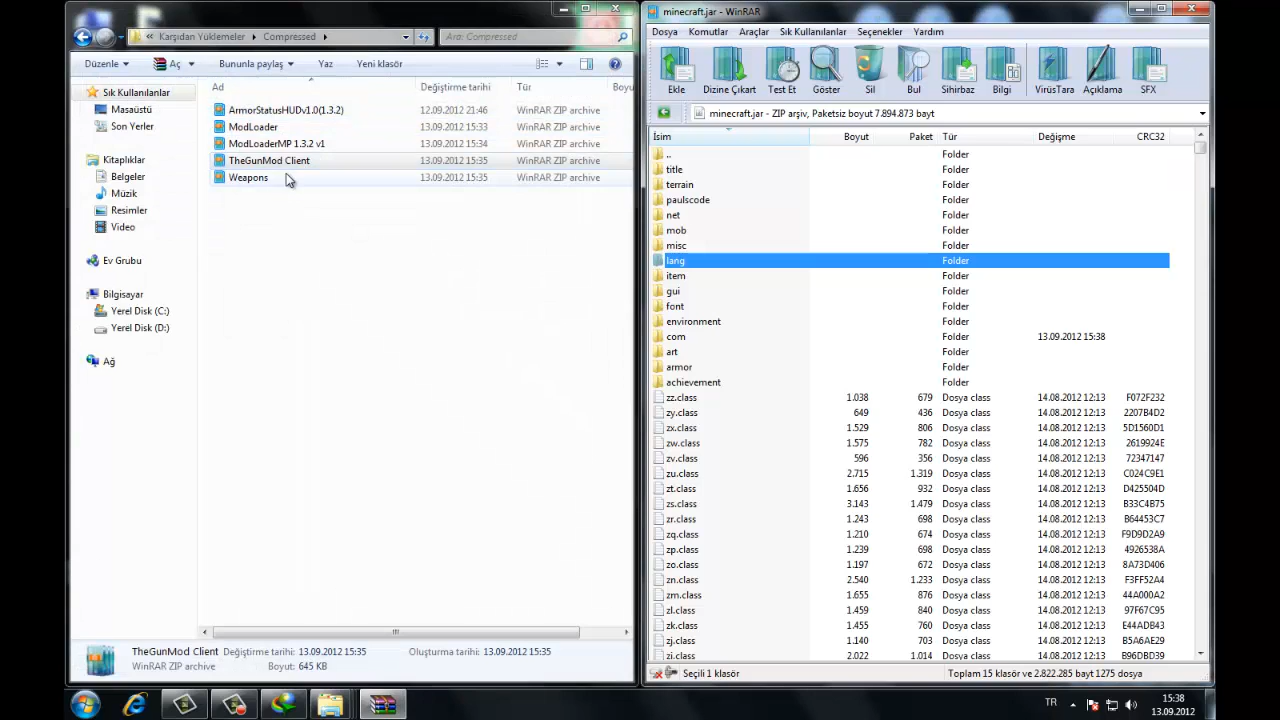 Karşıdan Yüklemeler
Compressed
Ara: Compressed
Düzenle
Aç
Bununla paylaş
Yaz
Yeni klasör
Ad
Değiştirme tarihi
Tür
Boyu
Sık Kullanılanlar
Masaüstü
Son Yerler
Kitaplıklar
Belgeler
Müzik
Resimler
Video
Ev Grubu
Bilgisayar
Yerel Disk (C:)
Yerel Disk (D:)
Ağ
ArmorStatusHUDv1.0(1.3.2) 12.09.2012 21:46 WinRAR ZIP archive
ModLoader 13.09.2012 15:33 WinRAR ZIP archive
ModLoaderMP 1.3.2 v1 13.09.2012 15:34 WinRAR ZIP archive
TheGunMod Client 13.09.2012 15:35 WinRAR ZIP archive
Weapons 13.09.2012 15:35 WinRAR ZIP archive
TheGunMod Client Değiştirme tarihi: 13.09.2012 15:35 Oluşturma tarihi: 13.09.2012 15:35
WinRAR ZIP archive Boyut: 645 KB
minecraft.jar - WinRAR
Dosya Komutlar Araçlar Sık Kullanılanlar Seçenekler Yardım
Ekle Dizine Çıkart Test Et Göster Sil Bul Sihirbaz Bilgi VirüsTara Açıklama SFX
minecraft.jar - ZIP arşiv, Paketsiz boyut 7.894.873 bayt
İsim Boyut Paket Tür Değişme CRC32
.. Folder
title Folder
terrain Folder
paulscode Folder
net Folder
mob Folder
misc Folder
lang Folder
item Folder
gui Folder
font Folder
environment Folder
com Folder 13.09.2012 15:38
art Folder
armor Folder
achievement Folder
zz.class 1.038 679 Dosya class 14.08.2012 12:13 F072F232
zy.class 649 436 Dosya class 14.08.2012 12:13 2207B4D2
zx.class 1.529 806 Dosya class 14.08.2012 12:13 5D1560D1
zw.class 1.575 782 Dosya class 14.08.2012 12:13 2619924E
zv.class 596 356 Dosya class 14.08.2012 12:13 72347147
zu.class 2.715 1.319 Dosya class 14.08.2012 12:13 C024C9E1
zt.class 1.656 932 Dosya class 14.08.2012 12:13 D425504D
zs.class 3.143 1.479 Dosya class 14.08.2012 12:13 B33C4B75
zr.class 1.243 698 Dosya class 14.08.2012 12:13 B64453C7
zq.class 1.210 674 Dosya class 14.08.2012 12:13 F9D9D2A9
zp.class 1.239 698 Dosya class 14.08.2012 12:13 4926538A
zo.class 1.197 672 Dosya class 14.08.2012 12:13 8A73D406
zn.class 2.540 1.233 Dosya class 14.08.2012 12:13 F3FF52A4
zm.class 1.655 876 Dosya class 14.08.2012 12:13 44A000A2
zl.class 1.459 840 Dosya class 14.08.2012 12:13 97F67C95
zk.class 1.455 760 Dosya class 14.08.2012 12:13 E44ADB43
zj.class 1.140 703 Dosya class 14.08.2012 12:13 B5A6AE29
zi.class 2.022 1.014 Dosya class 14.08.2012 12:13 B96DBD39
Seçili 1 klasör Toplam 15 klasör ve 2.822.285 bayt 1275 dosya
TR
15:38
13.09.2012